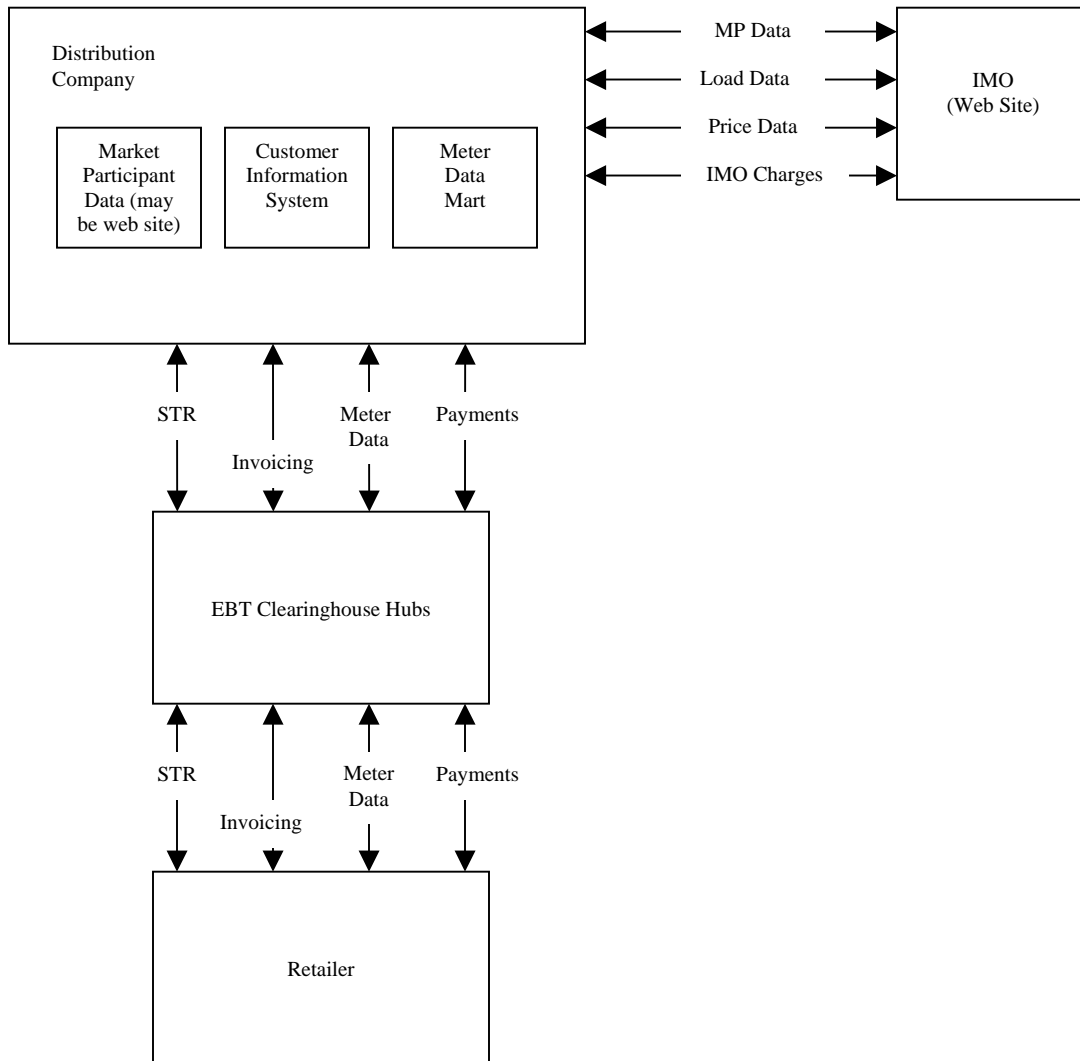 Distribution
Company
Market
Participant
Data (may
be web site)
Customer
Information
System
Meter
Data
Mart
MP Data
Load Data
Price Data
IMO Charges
IMO
(Web Site)
STR
Invoicing
Meter
Data
Payments
EBT Clearinghouse Hubs
STR
Invoicing
Meter
Data
Payments
Retailer